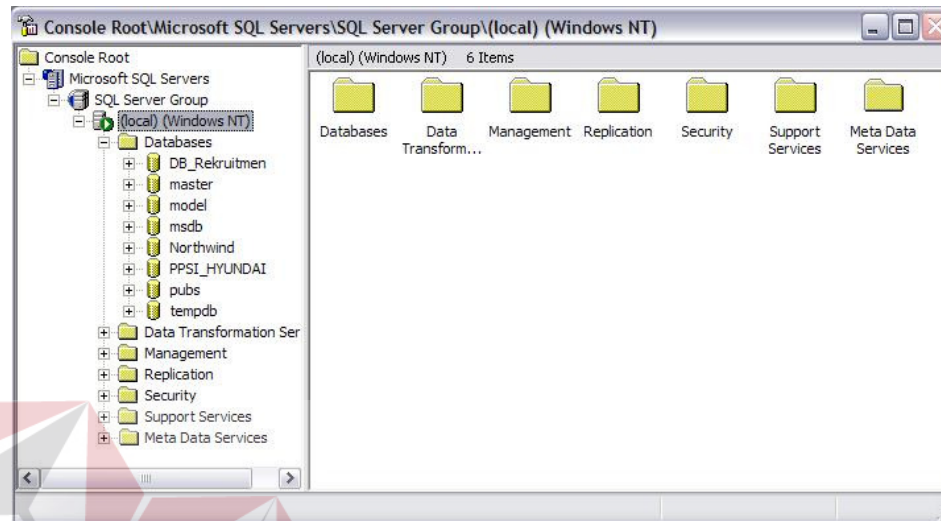 Console Root\Microsoft SQL Servers\SQL Server Group\(local) (Windows NT)
Console Root
Microsoft SQL Servers
SQL Server Group
(local) (Windows NT)
Databases
DB_Rekruitmen
master
model
msdb
Northwind
PPSI_HYUNDAI
pubs
tempdb
Data Transformation Ser
Management
Replication
Security
Support Services
Meta Data Services
(local) (Windows NT) 6 Items
Databases
Data
Transform...
Management
Replication
Security
Support
Services
Meta Data
Services